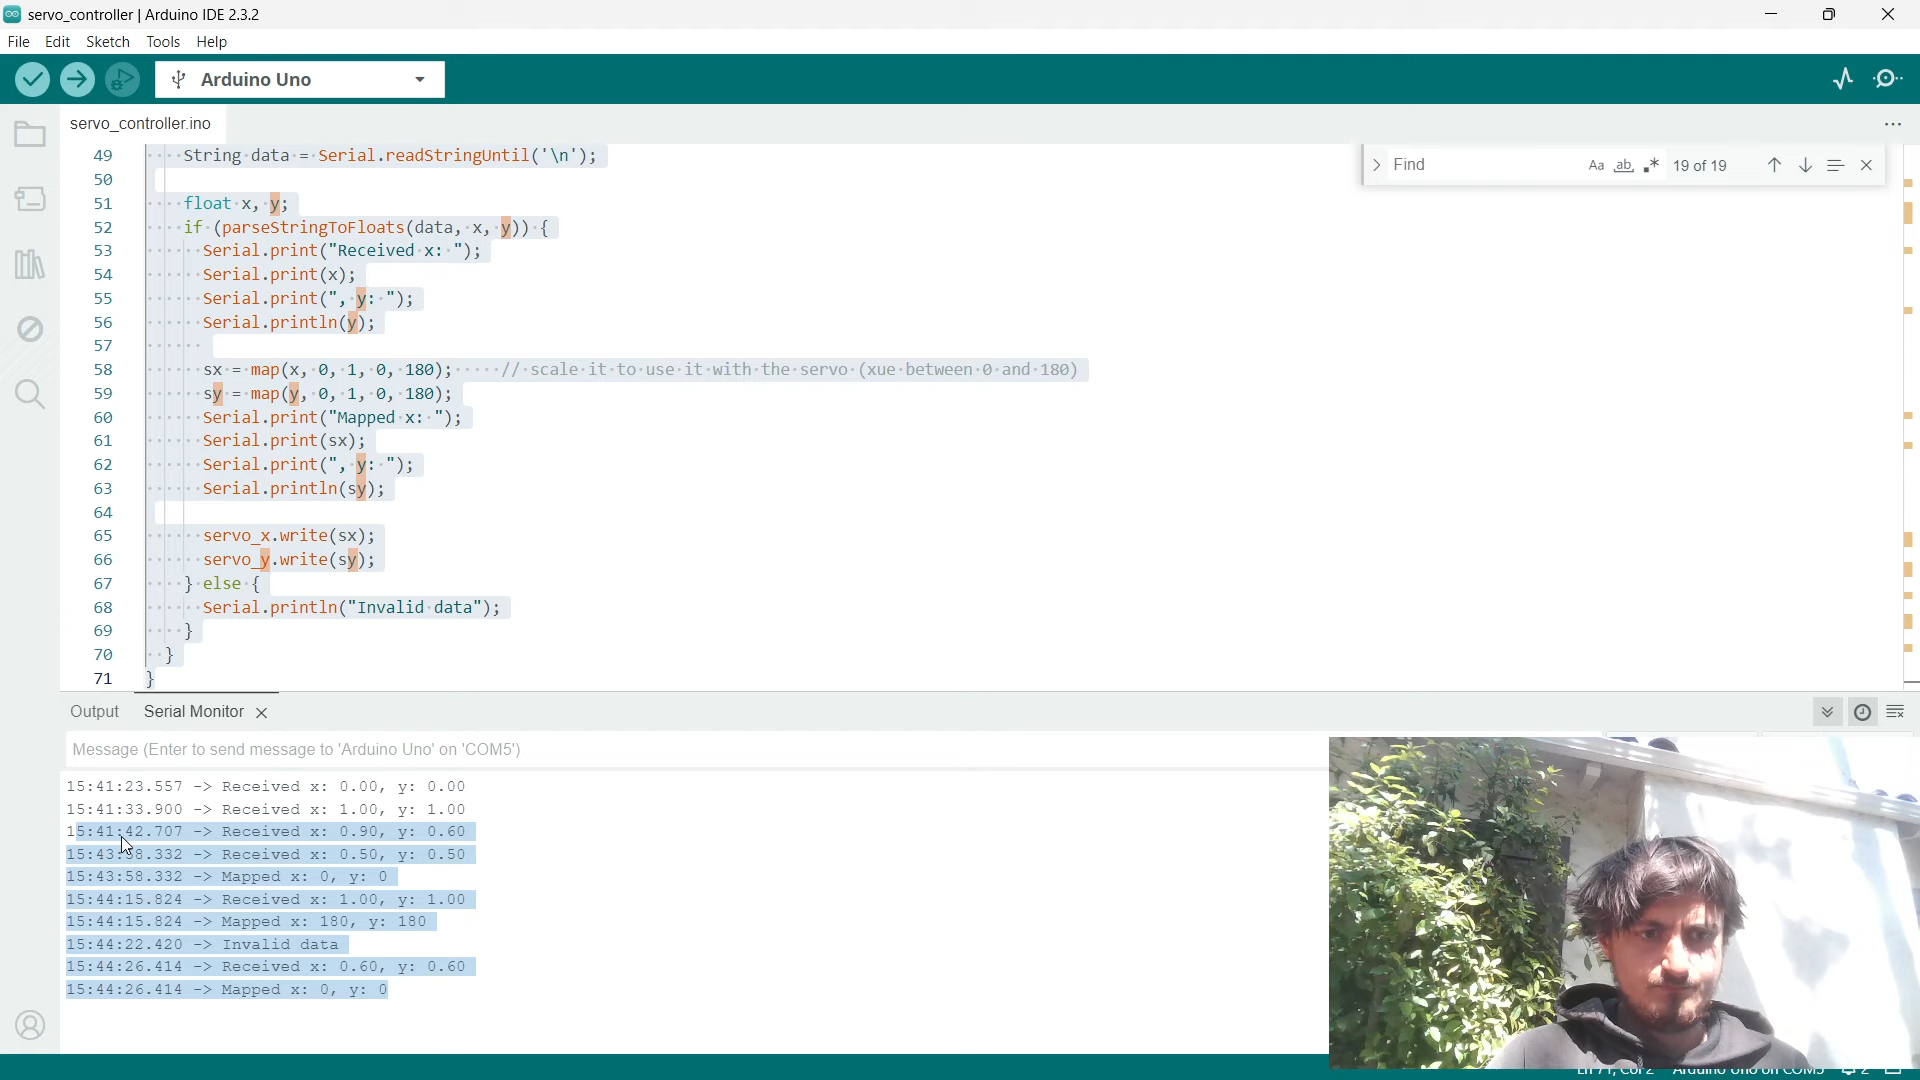 servo_controller | Arduino IDE 2.3.2
File Edit Sketch Tools Help
Arduino Uno
servo_controller.ino
Find Aa ab 19 of 19
49 String data = Serial.readStringUntil('\n');
50
51 float x, y;
52 if (parseStringToFloats(data, x, y)) {
53 Serial.print("Received x: ");
54 Serial.print(x);
55 Serial.print(", y: ");
56 Serial.println(y);
57
58 sx = map(x, 0, 1, 0, 180); // scale it to use it with the servo (xue between 0 and 180)
59 sy = map(y, 0, 1, 0, 180);
60 Serial.print("Mapped x: ");
61 Serial.print(sx);
62 Serial.print(", y: ");
63 Serial.println(sy);
64
65 servo_x.write(sx);
66 servo_y.write(sy);
67 } else {
68 Serial.println("Invalid data");
69 }
70 }
71 }
Output Serial Monitor
Message (Enter to send message to 'Arduino Uno' on 'COM5')
15:41:23.557 -> Received x: 0.00, y: 0.00
15:41:33.900 -> Received x: 1.00, y: 1.00
15:41:42.707 -> Received x: 0.90, y: 0.60
15:43:58.332 -> Received x: 0.50, y: 0.50
15:43:58.332 -> Mapped x: 0, y: 0
15:44:15.824 -> Received x: 1.00, y: 1.00
15:44:15.824 -> Mapped x: 180, y: 180
15:44:22.420 -> Invalid data
15:44:26.414 -> Received x: 0.60, y: 0.60
15:44:26.414 -> Mapped x: 0, y: 0
Ln 71, Col 2 Arduino Uno on COM5 2